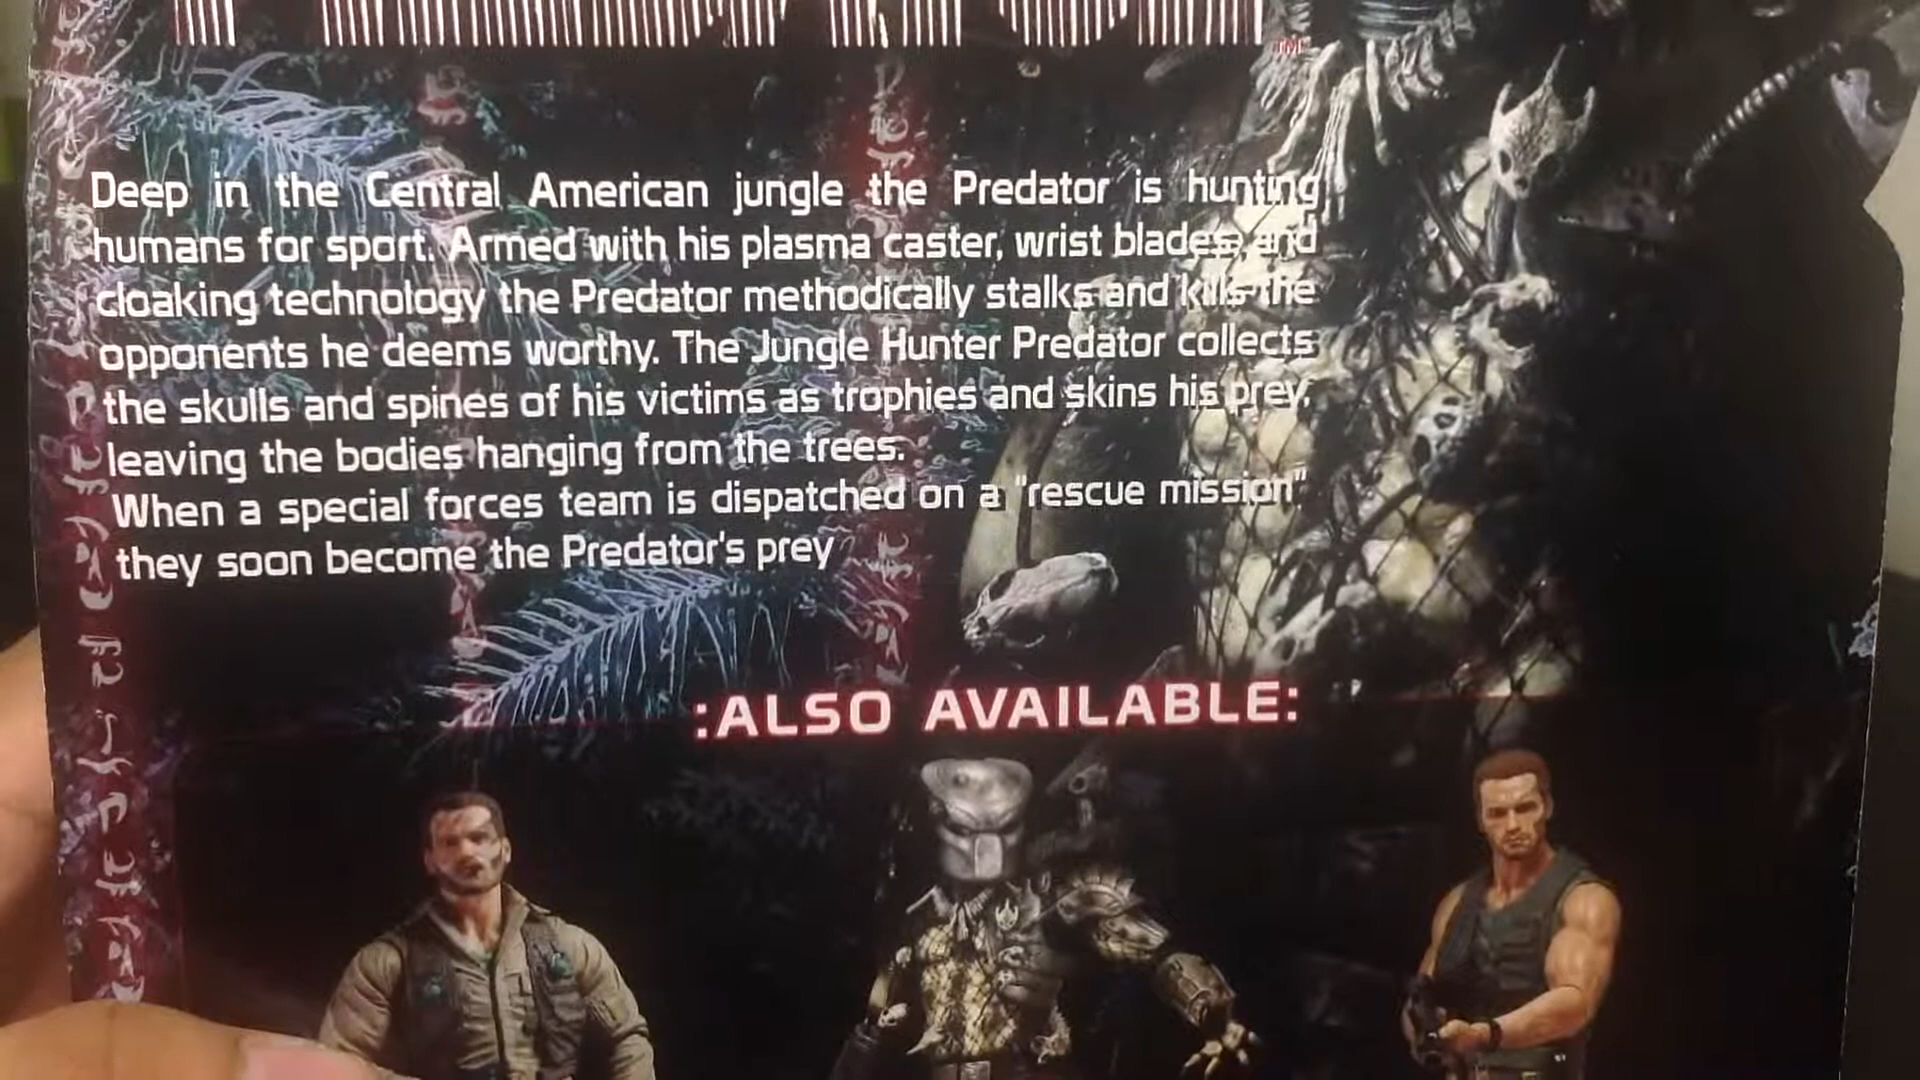 TM
Deep in the Central American jungle the Predator is hunting
humans for sport. Armed with his plasma caster, wrist blades, and
cloaking technology the Predator methodically stalks and kills the
opponents he deems worthy. The Jungle Hunter Predator collects
the skulls and spines of his victims as trophies and skins his prey,
leaving the bodies hanging from the trees.
When a special forces team is dispatched on a "rescue mission"
they soon become the Predator's prey
:ALSO AVAILABLE: